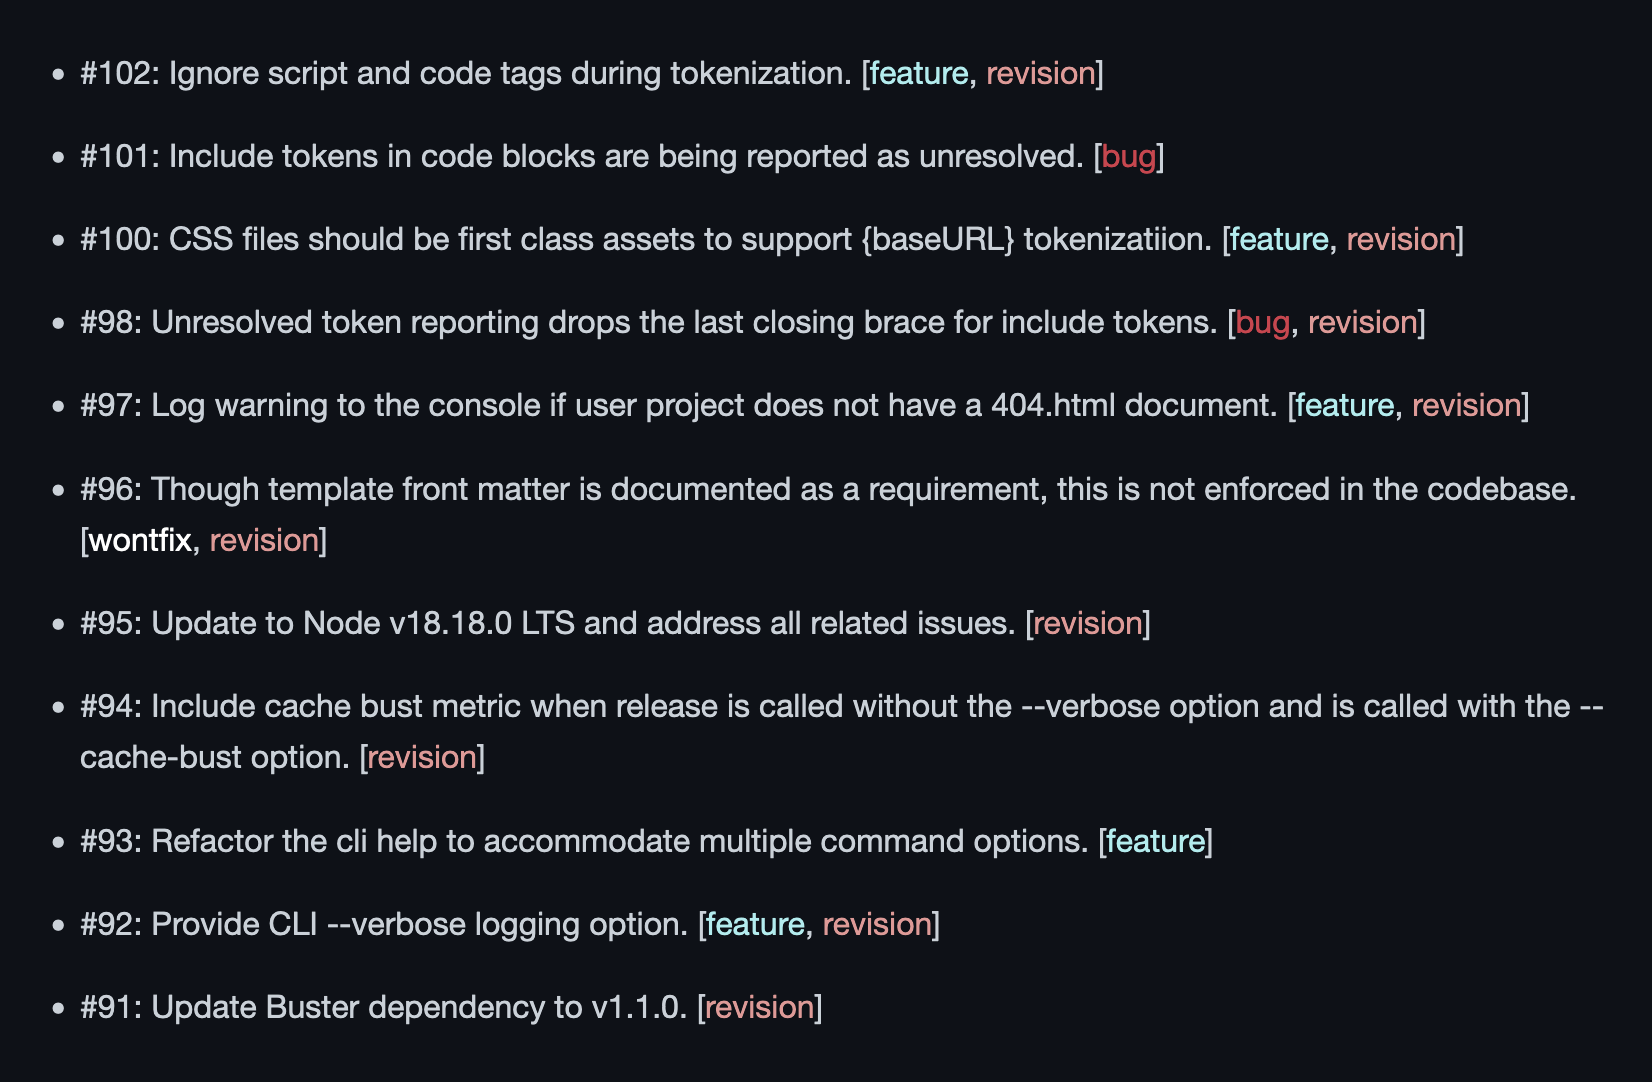 • #102: Ignore script and code tags during tokenization. [feature, revision]
• #101: Include tokens in code blocks are being reported as unresolved. [bug]
• #100: CSS files should be first class assets to support {baseURL} tokenizatiion. [feature, revision]
• #98: Unresolved token reporting drops the last closing brace for include tokens. [bug, revision]
• #97: Log warning to the console if user project does not have a 404.html document. [feature, revision]
• #96: Though template front matter is documented as a requirement, this is not enforced in the codebase.
[wontfix, revision]
• #95: Update to Node v18.18.0 LTS and address all related issues. [revision]
• #94: Include cache bust metric when release is called without the --verbose option and is called with the --
cache-bust option. [revision]
• #93: Refactor the cli help to accommodate multiple command options. [feature]
• #92: Provide CLI --verbose logging option. [feature, revision]
• #91: Update Buster dependency to v1.1.0. [revision]